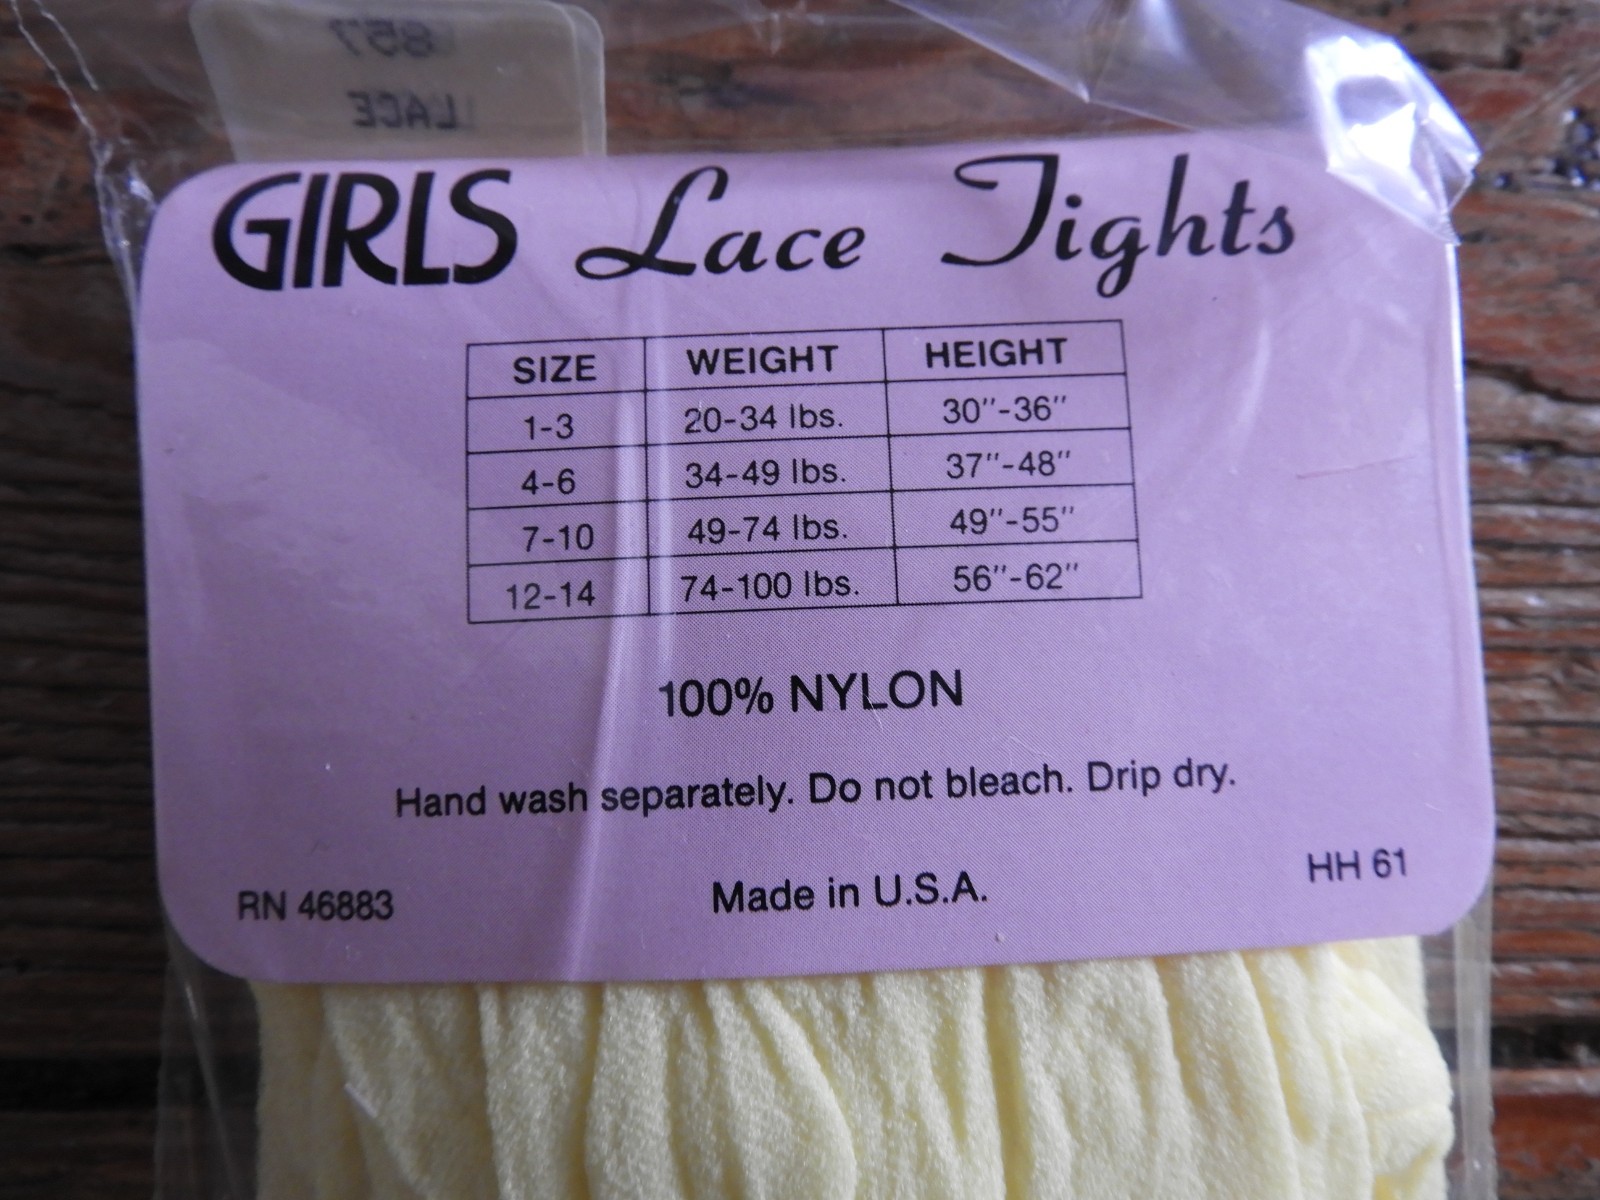 857
LACE
GIRLS Lace Tights
SIZE WEIGHT HEIGHT
1-3 20-34 lbs. 30"-36"
4-6 34-49 lbs. 37"-48"
7-10 49-74 lbs. 49"-55"
12-14 74-100 lbs. 56"-62"
100% NYLON
Hand wash separately. Do not bleach. Drip dry.
RN 46883 Made in U.S.A. HH 61